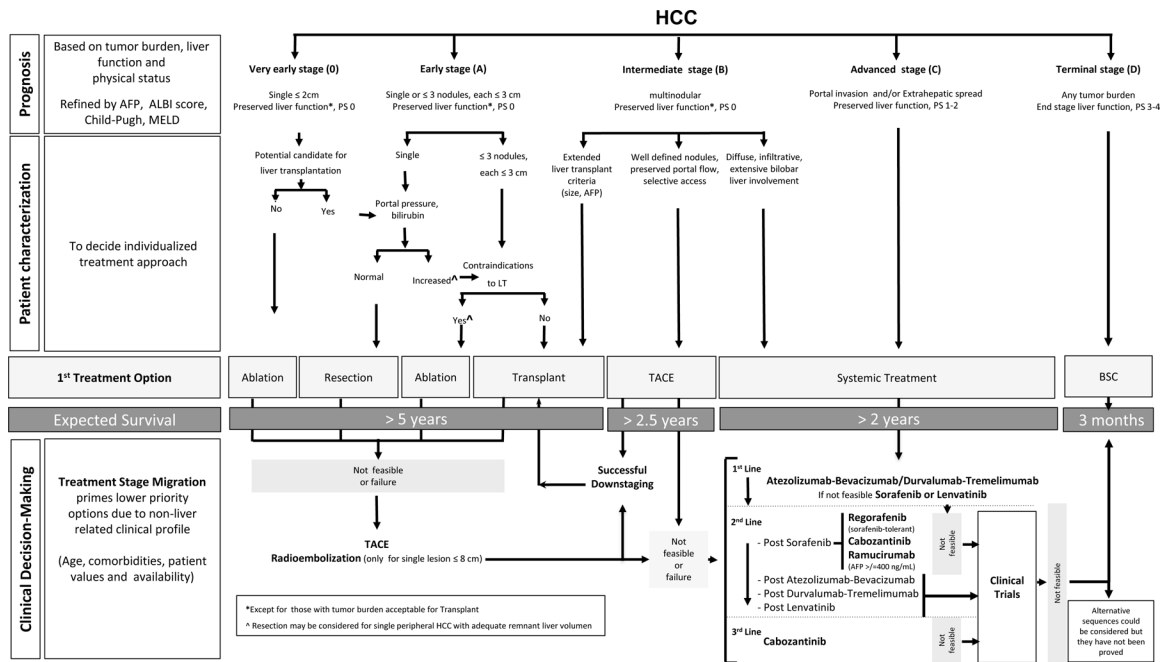 HCC
Prognosis
Based on tumor burden, liver
function and
physical status
Refined by AFP, ALBI score,
Child-Pugh, MELD
Very early stage (0)
Single ≤ 2cm
Preserved liver function*, PS 0
Early stage (A)
Single or ≤ 3 nodules, each ≤ 3 cm
Preserved liver function*, PS 0
Intermediate stage (B)
multinodular
Preserved liver function*, PS 0
Advanced stage (C)
Portal invasion and/or Extrahepatic spread
Preserved liver function, PS 1-2
Terminal stage (D)
Any tumor burden
End stage liver function, PS 3-4
Patient characterization
To decide individualized
treatment approach
Potential candidate for
liver transplantation
No
Yes
Single
Portal pressure,
bilirubin
Normal
Increased^
≤ 3 nodules,
each ≤ 3 cm
Contraindications
to LT
Yes^
No
Extended
liver transplant
criteria
(size, AFP)
Well defined nodules,
preserved portal flow,
selective access
Diffuse, infiltrative,
extensive bilobar
liver involvement
1st Treatment Option
Ablation
Resection
Ablation
Transplant
TACE
Systemic Treatment
BSC
Expected Survival
> 5 years
> 2.5 years
> 2 years
3 months
Clinical Decision-Making
Treatment Stage Migration
primes lower priority
options due to non-liver
related clinical profile
(Age, comorbidities, patient
values and availability)
Not feasible
or failure
TACE
Radioembolization (only for single lesion ≤ 8 cm)
Successful
Downstaging
Not
feasible
or
failure
*Except for those with tumor burden acceptable for Transplant
^ Resection may be considered for single peripheral HCC with adequate remnant liver volumen
1st Line
Atezolizumab-Bevacizumab/Durvalumab-Tremelimumab
If not feasible Sorafenib or Lenvatinib
2nd Line
- Post Sorafenib
Regorafenib
(sorafenib-tolerant)
Cabozantinib
Ramucirumab
(AFP >/=400 ng/mL)
Not
feasible
- Post Atezolizumab-Bevacizumab
- Post Durvalumab-Tremelimumab
- Post Lenvatinib
3rd Line
Cabozantinib
Not
feasible
Clinical
Trials
Not feasible
Alternative
sequences could
be considered but
they have not been
proved